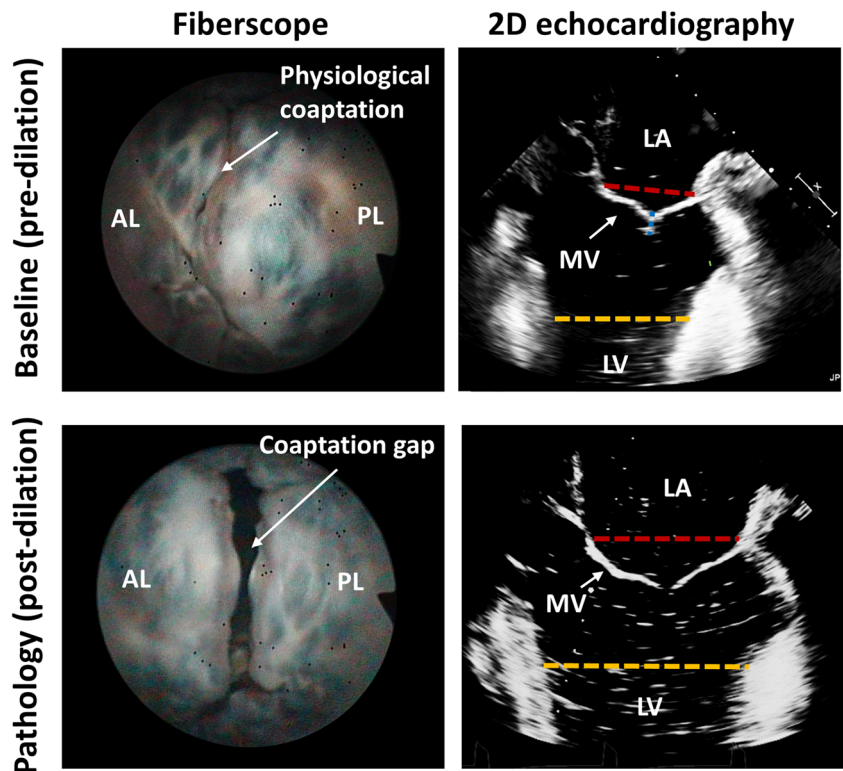 Fiberscope
2D echocardiography
Baseline (pre-dilation)
Physiological
coaptation
AL
PL
LA
MV
LV
X
JP
Pathology (post-dilation)
Coaptation gap
AL
PL
LA
MV
LV